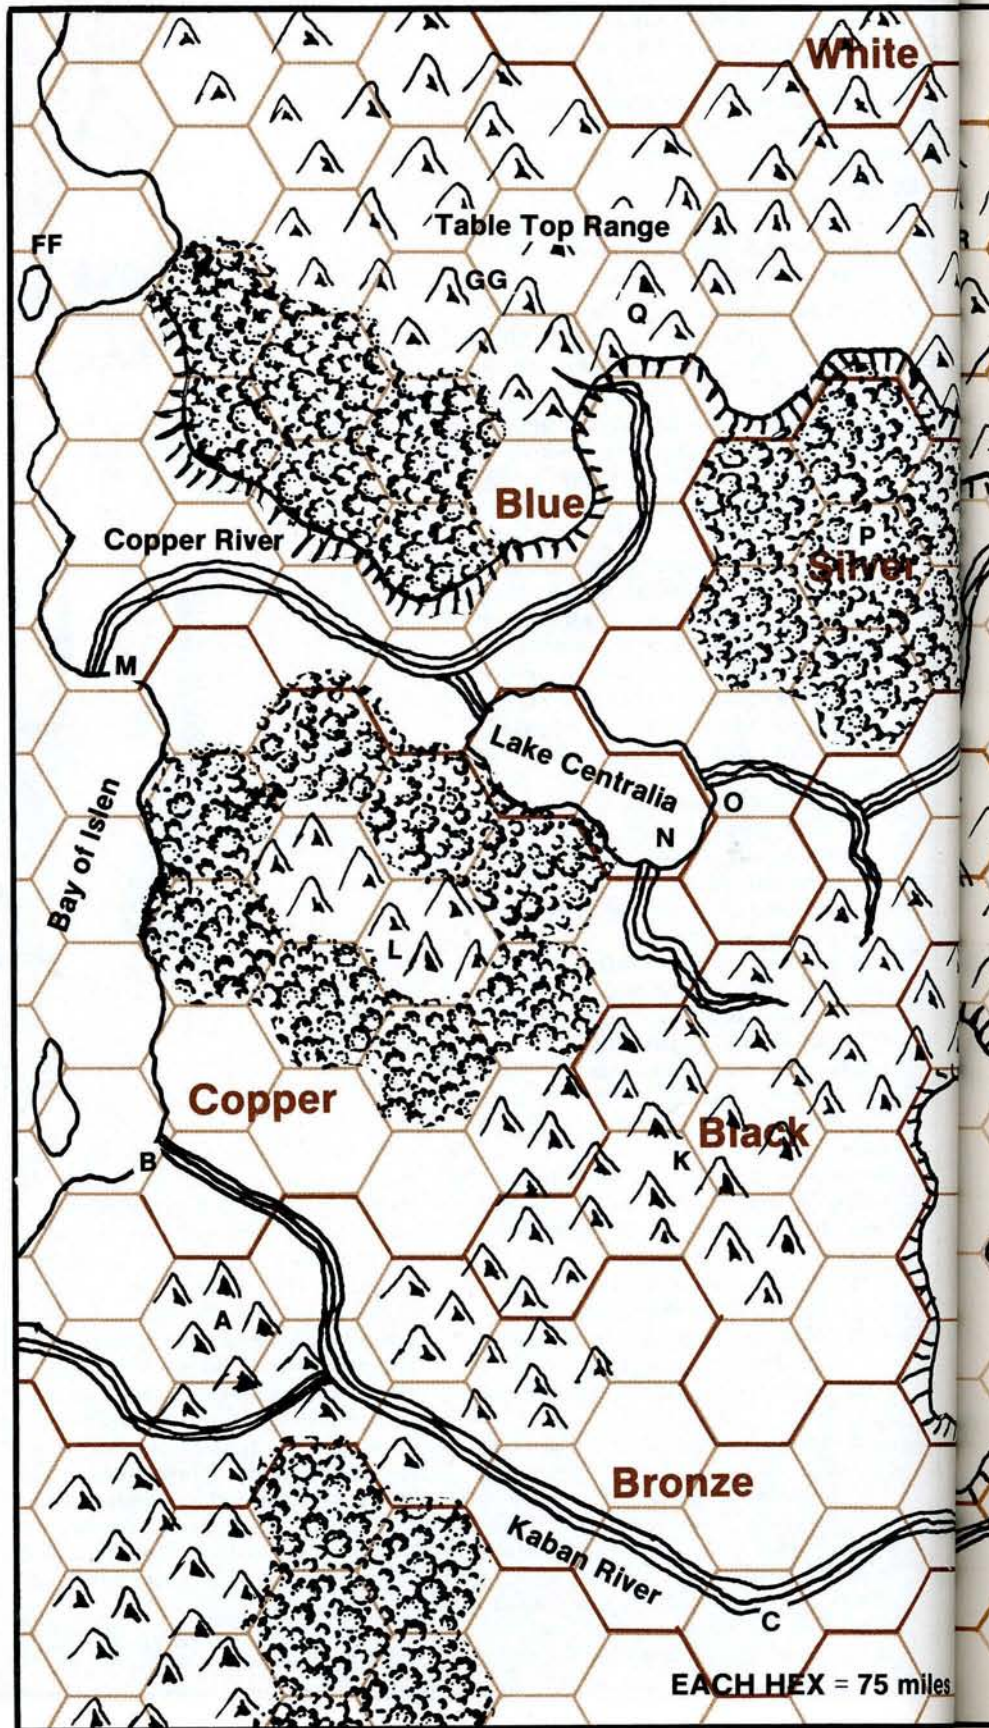 White
FF
Table Top Range
R
GG
Q
Blue
Copper River
P
Silver
M
Lake Centralia
O
N
Bay of Islen
L
Copper
Black
B
K
A
Bronze
Kaban River
C
EACH HEX = 75 miles